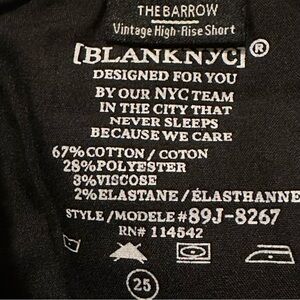 THE BARROW
Vintage High-Rise Short
[BLANKNYC]®
DESIGNED FOR YOU
BY OUR NYC TEAM
IN THE CITY THAT
NEVER SLEEPS
BECAUSE WE CARE
67%COTTON/COTON
28%POLYESTER
3%VISCOSE
2%ELASTANE/ÉLASTHANNE
STYLE/MODELE#89J-8267
RN# 114542
25